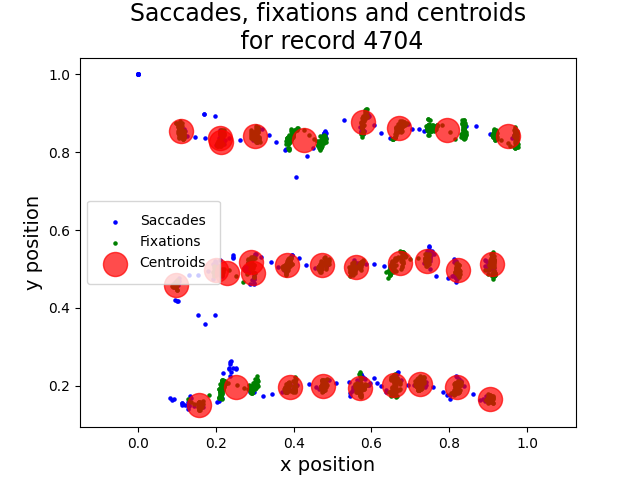 Saccades, fixations and centroids
for record 4704
y position
1.0
0.8
0.6
0.4
0.2
Saccades
Fixations
Centroids
0.0
0.2
0.4
0.6
0.8
1.0
x position